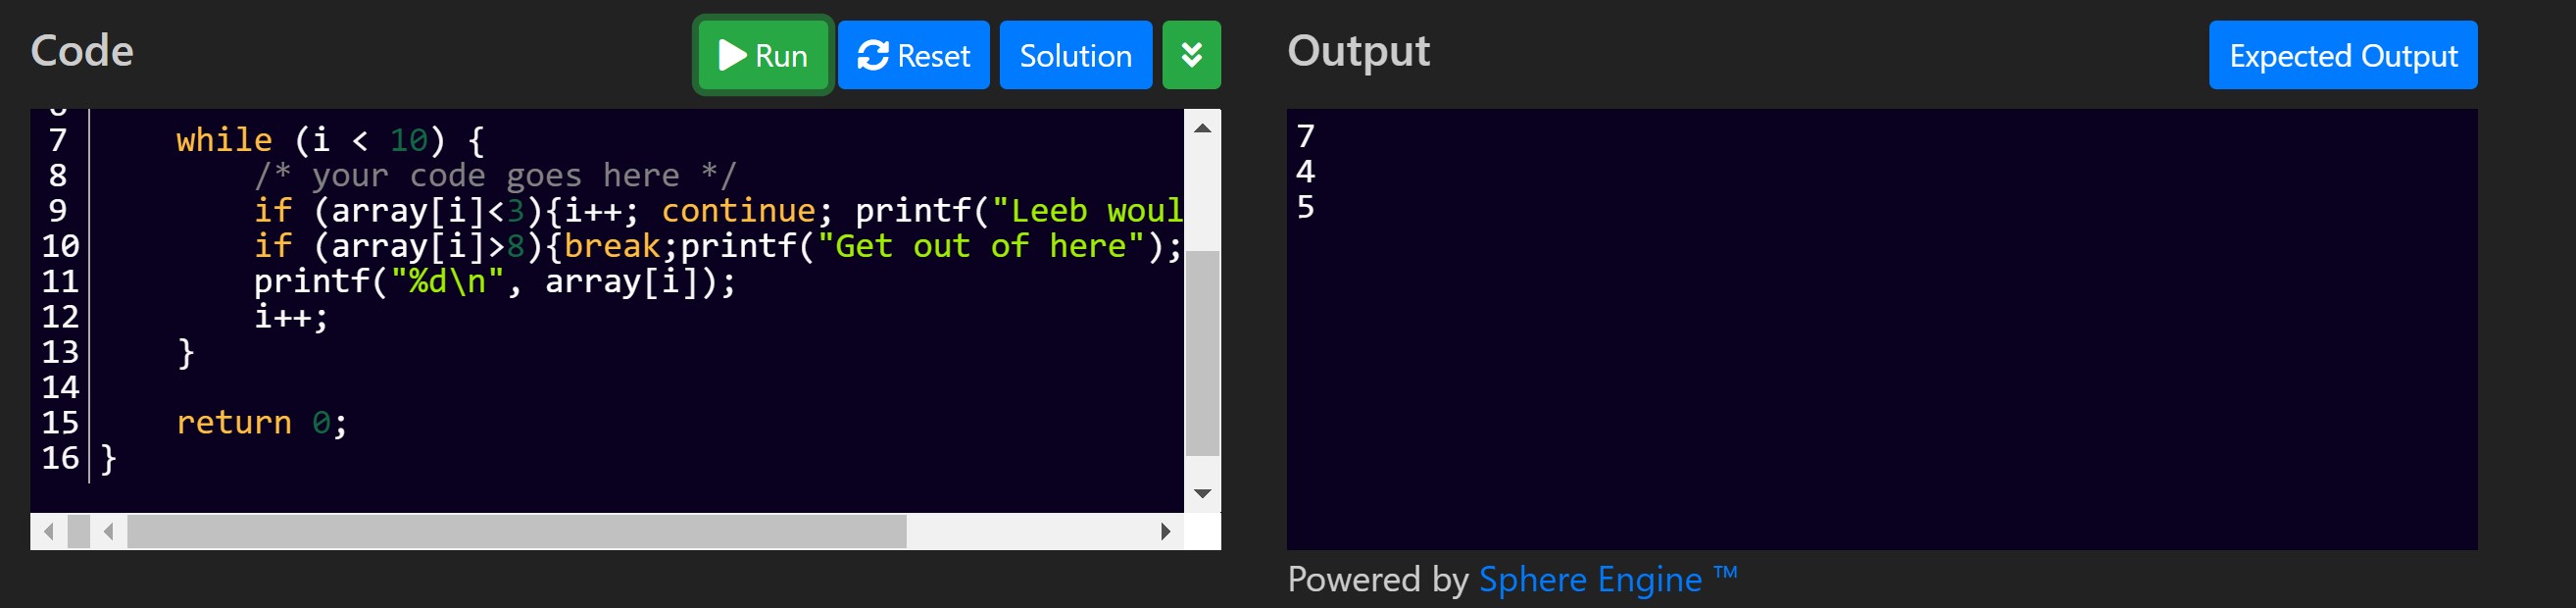 Code
Run
Reset
Solution
7 while (i < 10) {
8 /* your code goes here */
9 if (array[i]<3){i++; continue; printf("Leeb woul
10 if (array[i]>8){break;printf("Get out of here");
11 printf("%d\n", array[i]);
12 i++;
13 }
14
15 return 0;
16 }
Output
Expected Output
7
4
5
Powered by Sphere Engine ™